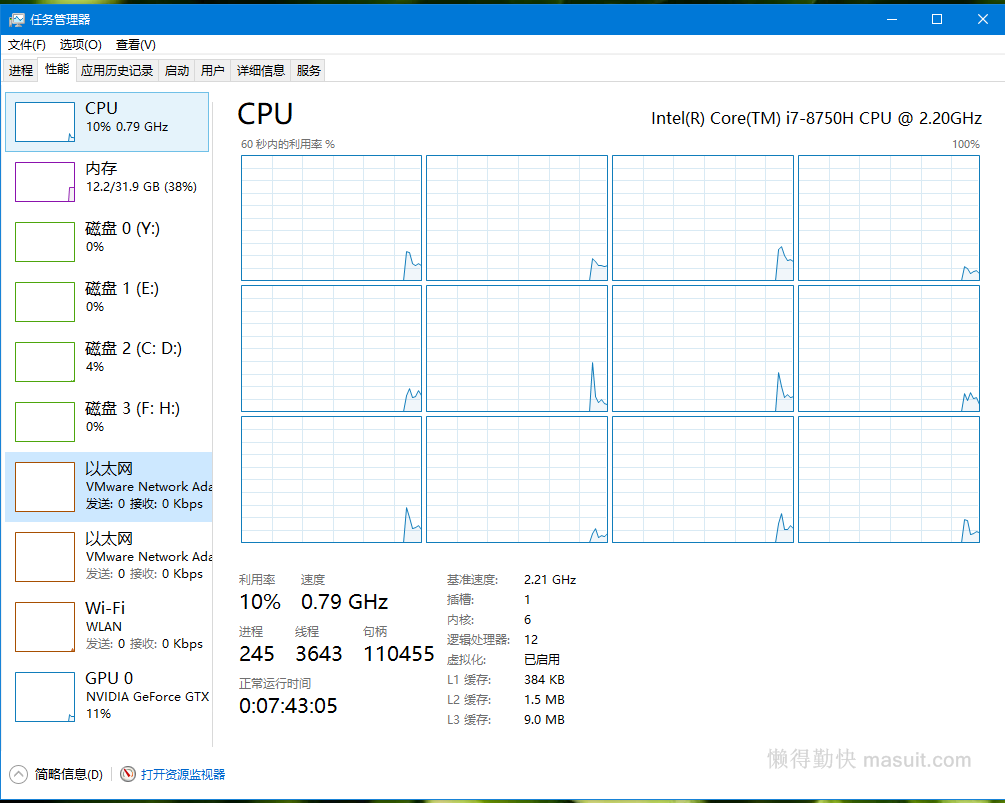 任务管理器
文件(F) 选项(O) 查看(V)
进程 性能 应用历史记录 启动 用户 详细信息 服务
CPU
10% 0.79 GHz
内存
12.2/31.9 GB (38%)
磁盘 0 (Y:)
0%
磁盘 1 (E:)
0%
磁盘 2 (C: D:)
4%
磁盘 3 (F: H:)
0%
以太网
VMware Network Ada
发送: 0 接收: 0 Kbps
以太网
VMware Network Ada
发送: 0 接收: 0 Kbps
Wi-Fi
WLAN
发送: 0 接收: 0 Kbps
GPU 0
NVIDIA GeForce GTX
11%
CPU
Intel(R) Core(TM) i7-8750H CPU @ 2.20GHz
60 秒内的利用率 % 100%
利用率 速度
10% 0.79 GHz
进程 线程 句柄
245 3643 110455
正常运行时间
0:07:43:05
基准速度: 2.21 GHz
插槽: 1
内核: 6
逻辑处理器: 12
虚拟化: 已启用
L1 缓存: 384 KB
L2 缓存: 1.5 MB
L3 缓存: 9.0 MB
懒得勤快 masuit.com
简略信息(D) 打开资源监视器